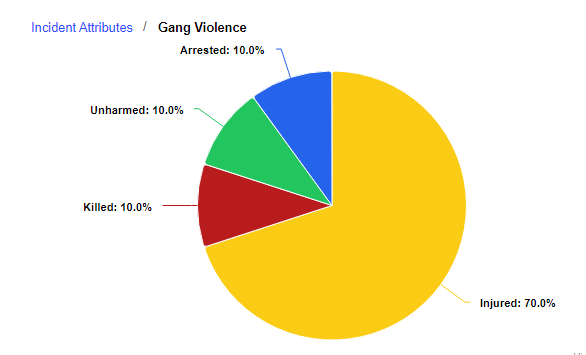 Incident Attributes / Gang Violence
Arrested: 10.0%
Unharmed: 10.0%
Killed: 10.0%
Injured: 70.0%